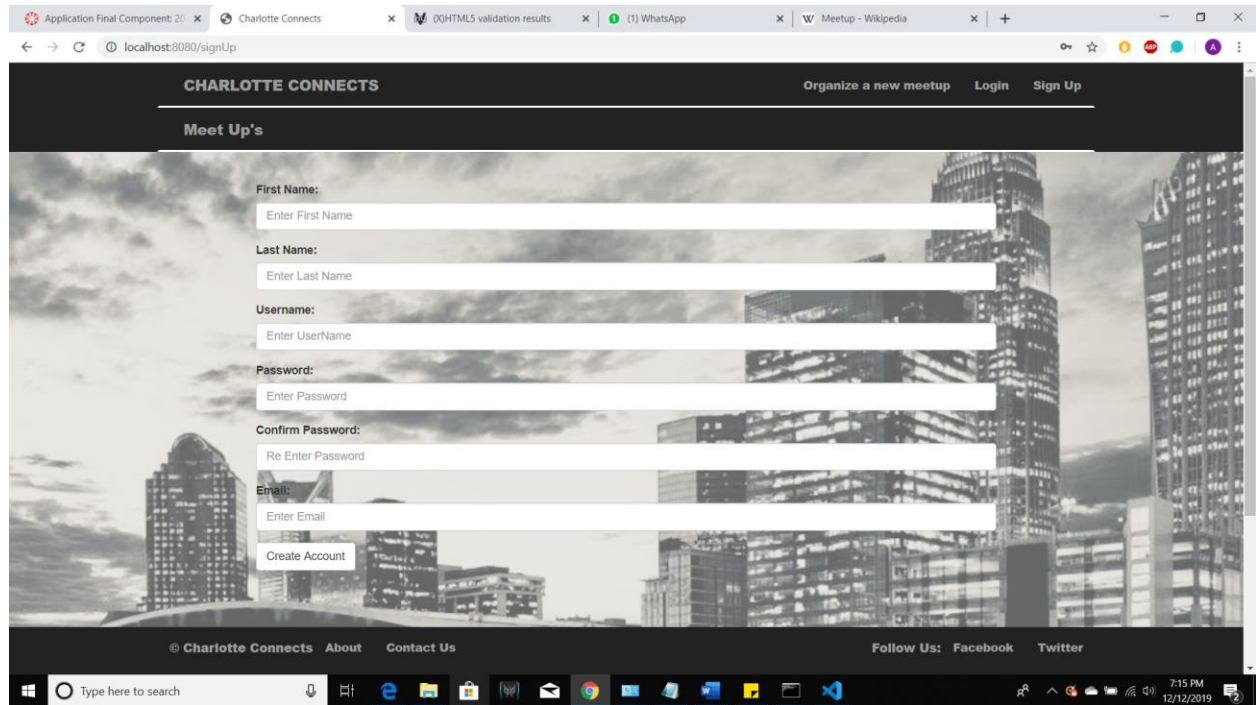 Application Final Component: 20
Charlotte Connects
(X)HTML5 validation results
(1) WhatsApp
W Meetup - Wikipedia
localhost:8080/signUp
ABP
A
CHARLOTTE CONNECTS
Organize a new meetup Login Sign Up
Meet Up's
First Name:
Enter First Name
Last Name:
Enter Last Name
Username:
Enter UserName
Password:
Enter Password
Confirm Password:
Re Enter Password
Email:
Enter Email
Create Account
© Charlotte Connects About Contact Us
Follow Us: Facebook Twitter
Type here to search
7:15 PM
12/12/2019
2